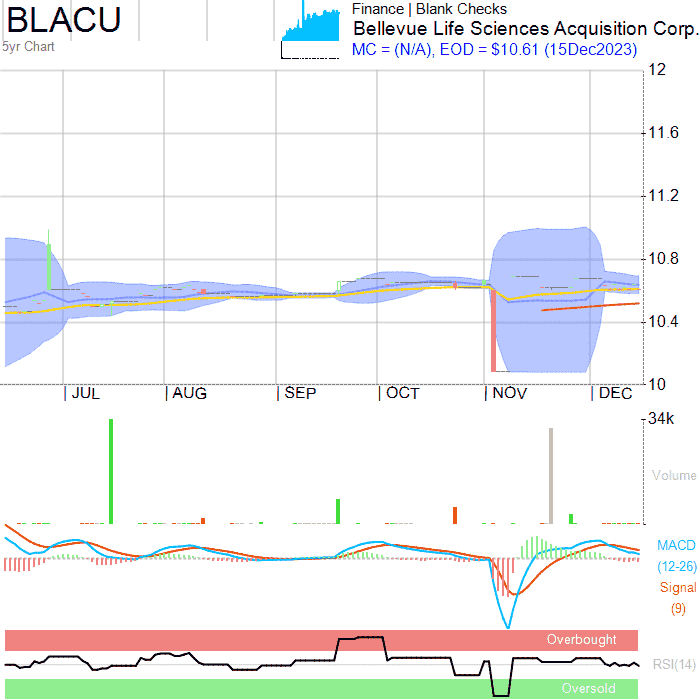 BLACU
Finance | Blank Checks
Bellevue Life Sciences Acquisition Corp.
5yr Chart
MC = (N/A), EOD = $10.61 (15Dec2023)
12
11.6
11.2
10.8
10.4
10
JUL
AUG
SEP
OCT
NOV
DEC
34k
Volume
MACD
(12-26)
Signal
(9)
Overbought
RSI(14)
Oversold